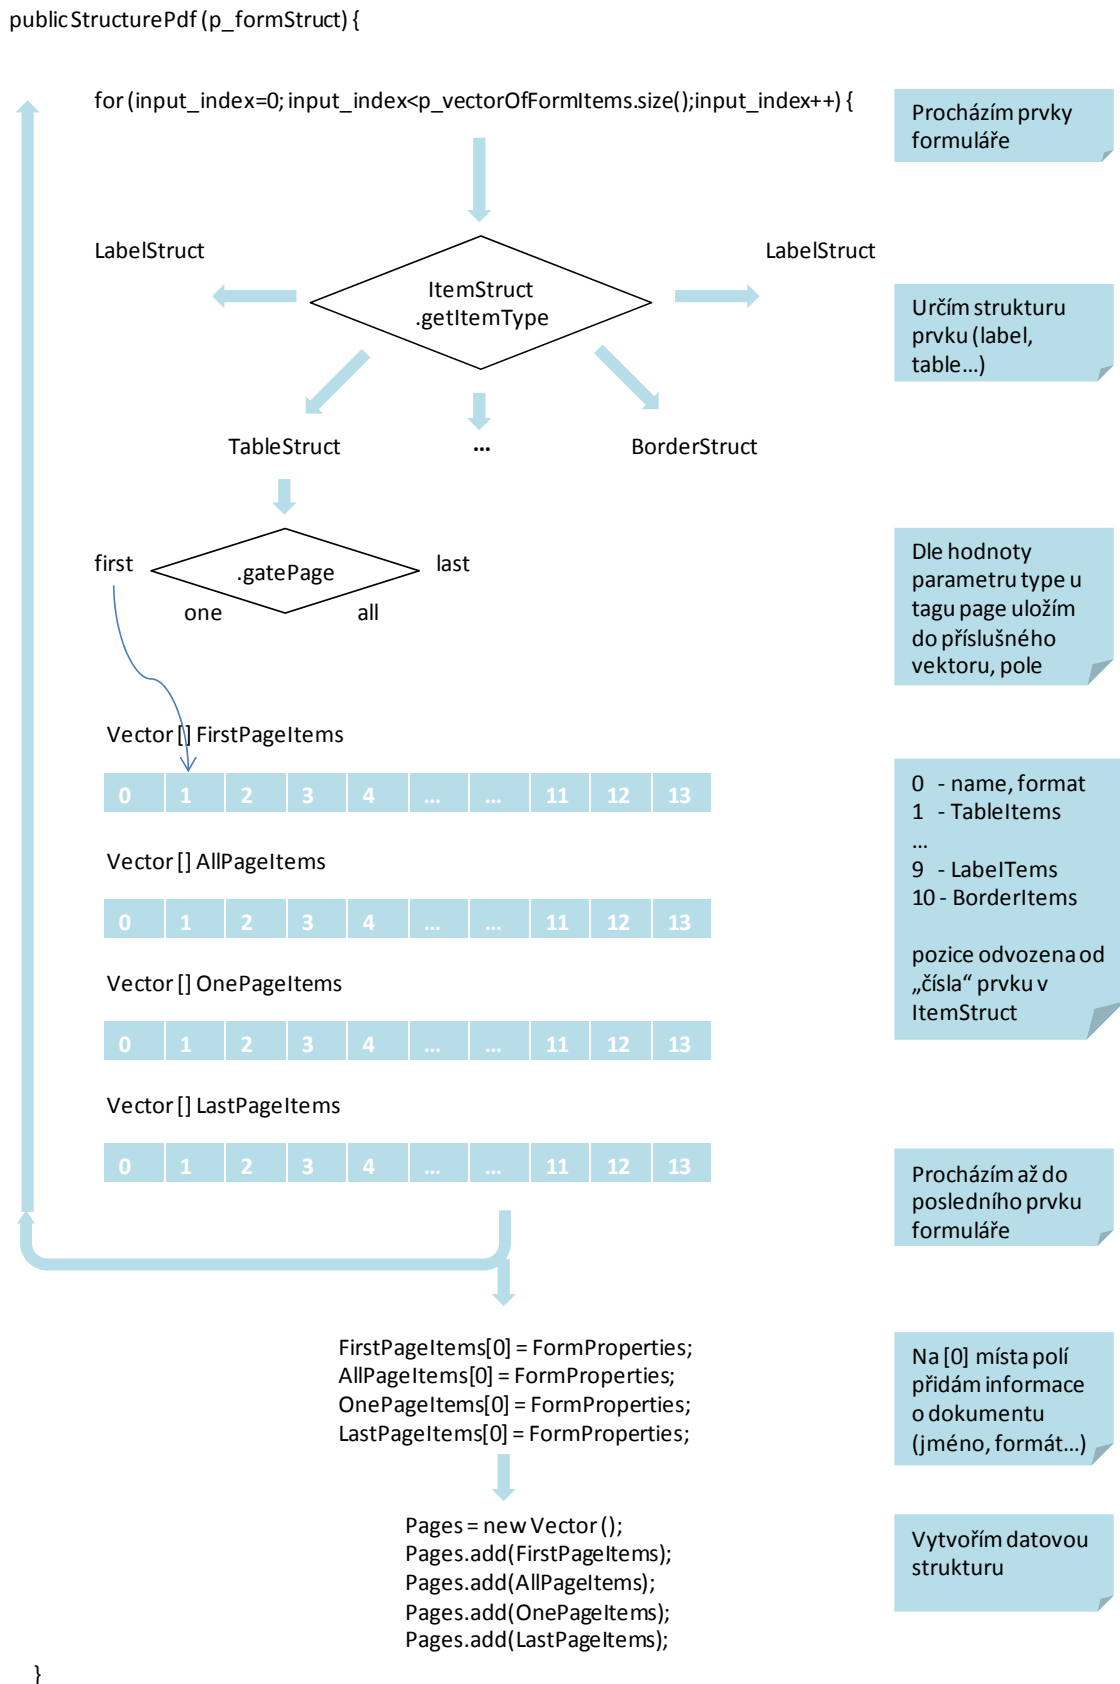 public StructurePdf (p_formStruct) {
for (input_index=0; input_index<p_vectorOfFormItems.size();input_index++) {
Procházím prvky
formuláře
LabelStruct
LabelStruct
ItemStruct
.getItemType
Určím strukturu
prvku (label,
table…)
TableStruct
...
BorderStruct
first
.gatePage
last
one
all
Dle hodnoty
parametru type u
tagu page uložím
do příslušného
vektoru, pole
Vector [] FirstPageItems
0 1 2 3 4 … … 11 12 13
0 - name, format
1 - TableItems
…
9 - LabelITems
10 - BorderItems
pozice odvozena od
„čísla“ prvku v
ItemStruct
Vector [] AllPageItems
0 1 2 3 4 … … 11 12 13
Vector [] OnePageItems
0 1 2 3 4 … … 11 12 13
Vector [] LastPageItems
0 1 2 3 4 … … 11 12 13
Procházím až do
posledního prvku
formuláře
FirstPageItems[0] = FormProperties;
AllPageItems[0] = FormProperties;
OnePageItems[0] = FormProperties;
LastPageItems[0] = FormProperties;
Na [0] místa polí
přidám informace
o dokumentu
(jméno, formát…)
Pages = new Vector ();
Pages.add(FirstPageItems);
Pages.add(AllPageItems);
Pages.add(OnePageItems);
Pages.add(LastPageItems);
Vytvořím datovou
strukturu
}